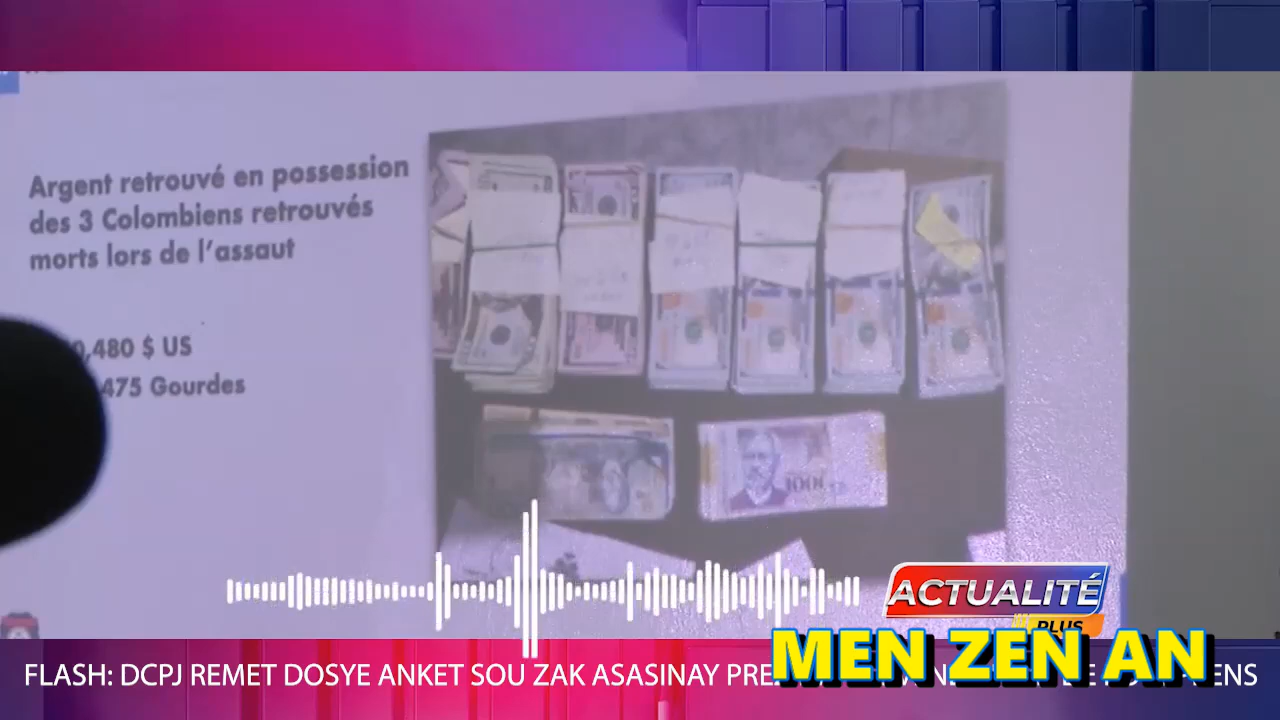 Argent retrouvé en possession
des 3 Colombiens retrouvés
morts lors de l'assaut
,480 $ US
475 Gourdes
1000
ACTUALITÉ
PLUS
MEN ZEN AN
FLASH: DCPJ REMET DOSYE ANKET SOU ZAK ASASINAY